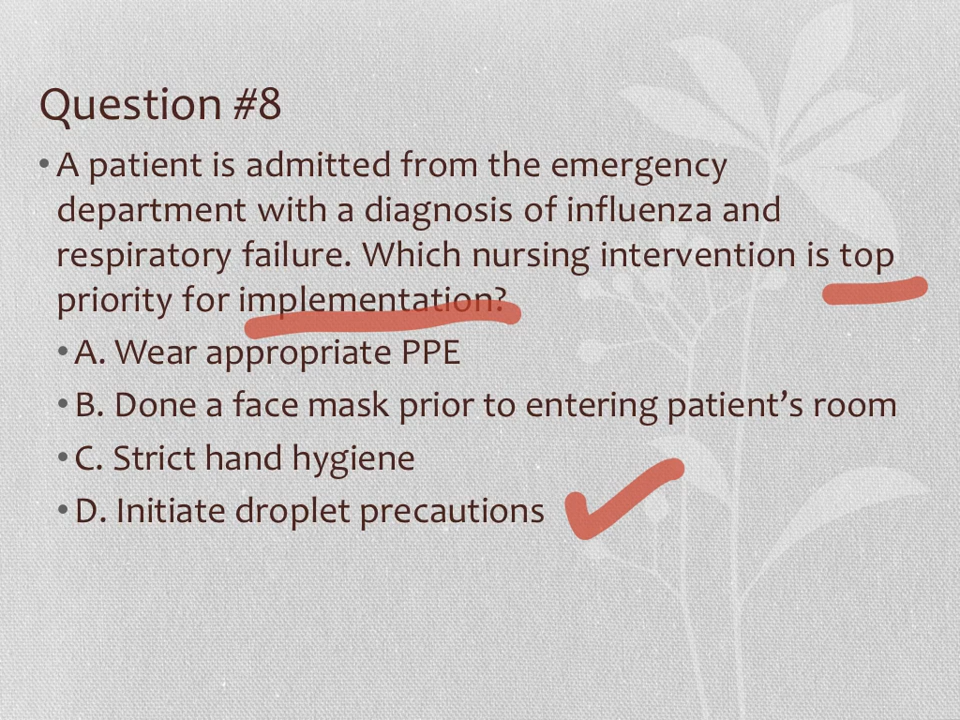 Question #8
• A patient is admitted from the emergency
department with a diagnosis of influenza and
respiratory failure. Which nursing intervention is top
priority for implementation?
• A. Wear appropriate PPE
• B. Done a face mask prior to entering patient’s room
• C. Strict hand hygiene
• D. Initiate droplet precautions